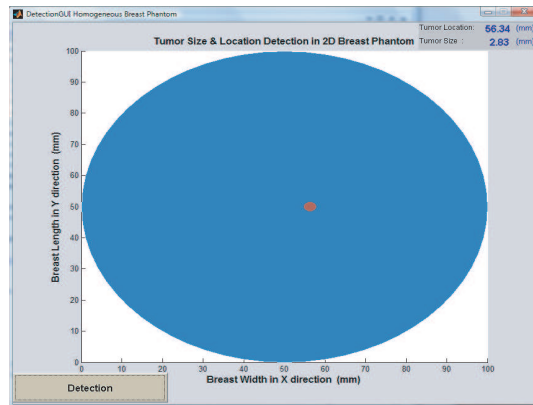 DetectionGUI Homogeneous Breast Phantom
Tumor Size & Location Detection in 2D Breast Phantom
Tumor Location: 56.34 (mm)
Tumor Size : 2.83 (mm)
100
90
80
70
60
50
40
30
20
10
0
Breast Length in Y direction (mm)
0 10 20 30 40 50 60 70 80 90 100
Breast Width in X direction (mm)
Detection